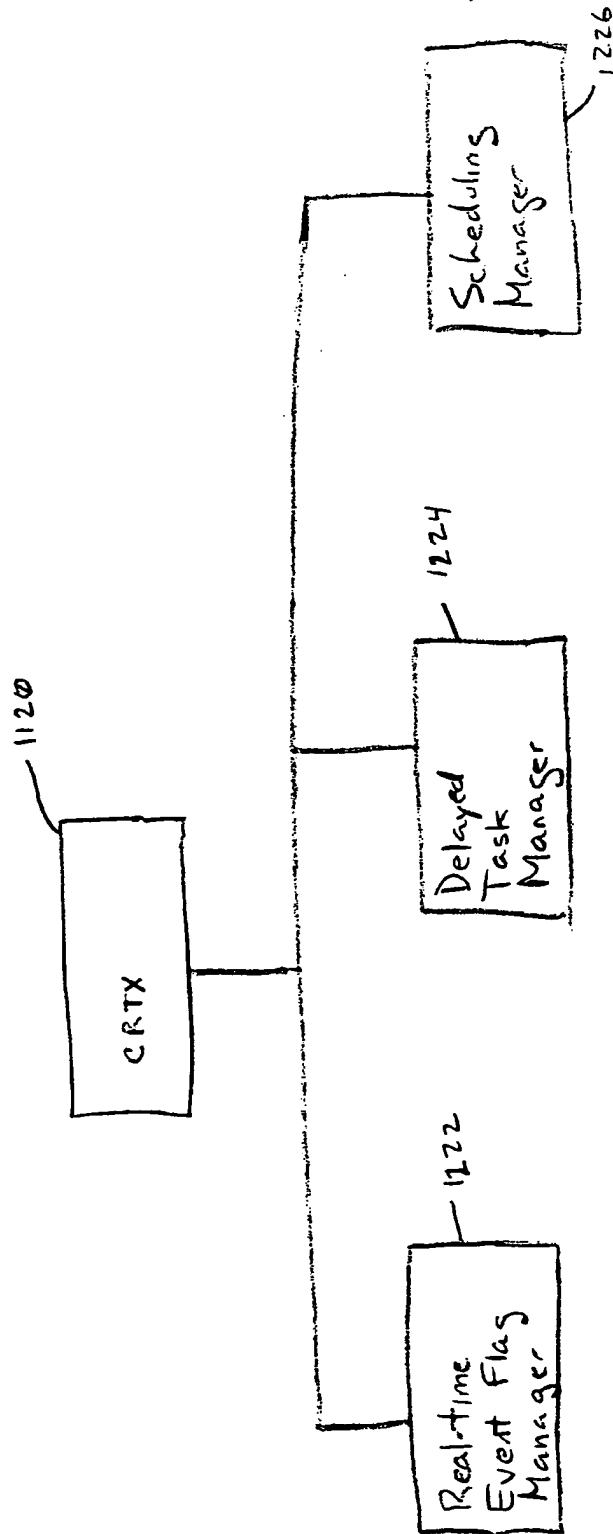 1120
CRTX
1222
Real-time
Event Flag
Manager
1224
Delayed
Task
Manager
Scheduling
Manager
1226